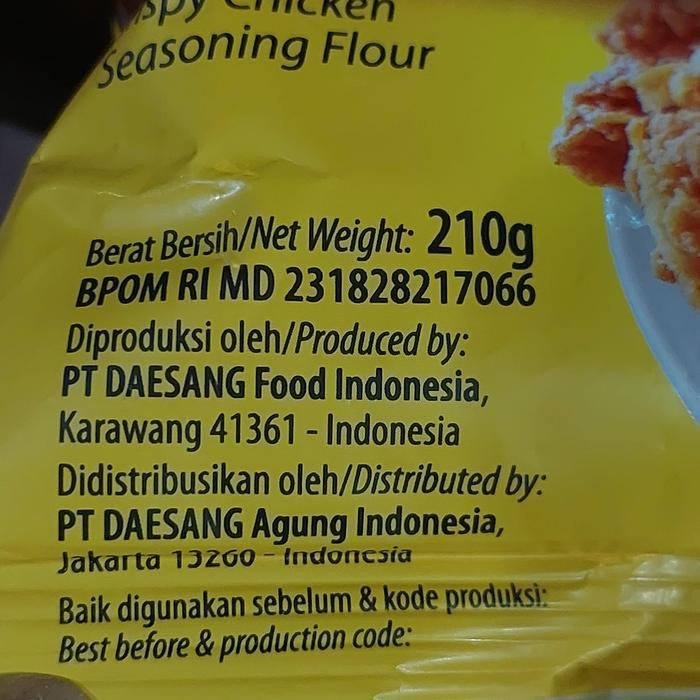 Chicken
Seasoning Flour
Berat Bersih/Net Weight: 210g
BPOM RI MD 231828217066
Diproduksi oleh/Produced by:
PT DAESANG Food Indonesia,
Karawang 41361 - Indonesia
Didistribusikan oleh/Distributed by:
PT DAESANG Agung Indonesia,
Jakarta 13260 - Indonesia
Baik digunakan sebelum & kode produksi:
Best before & production code: